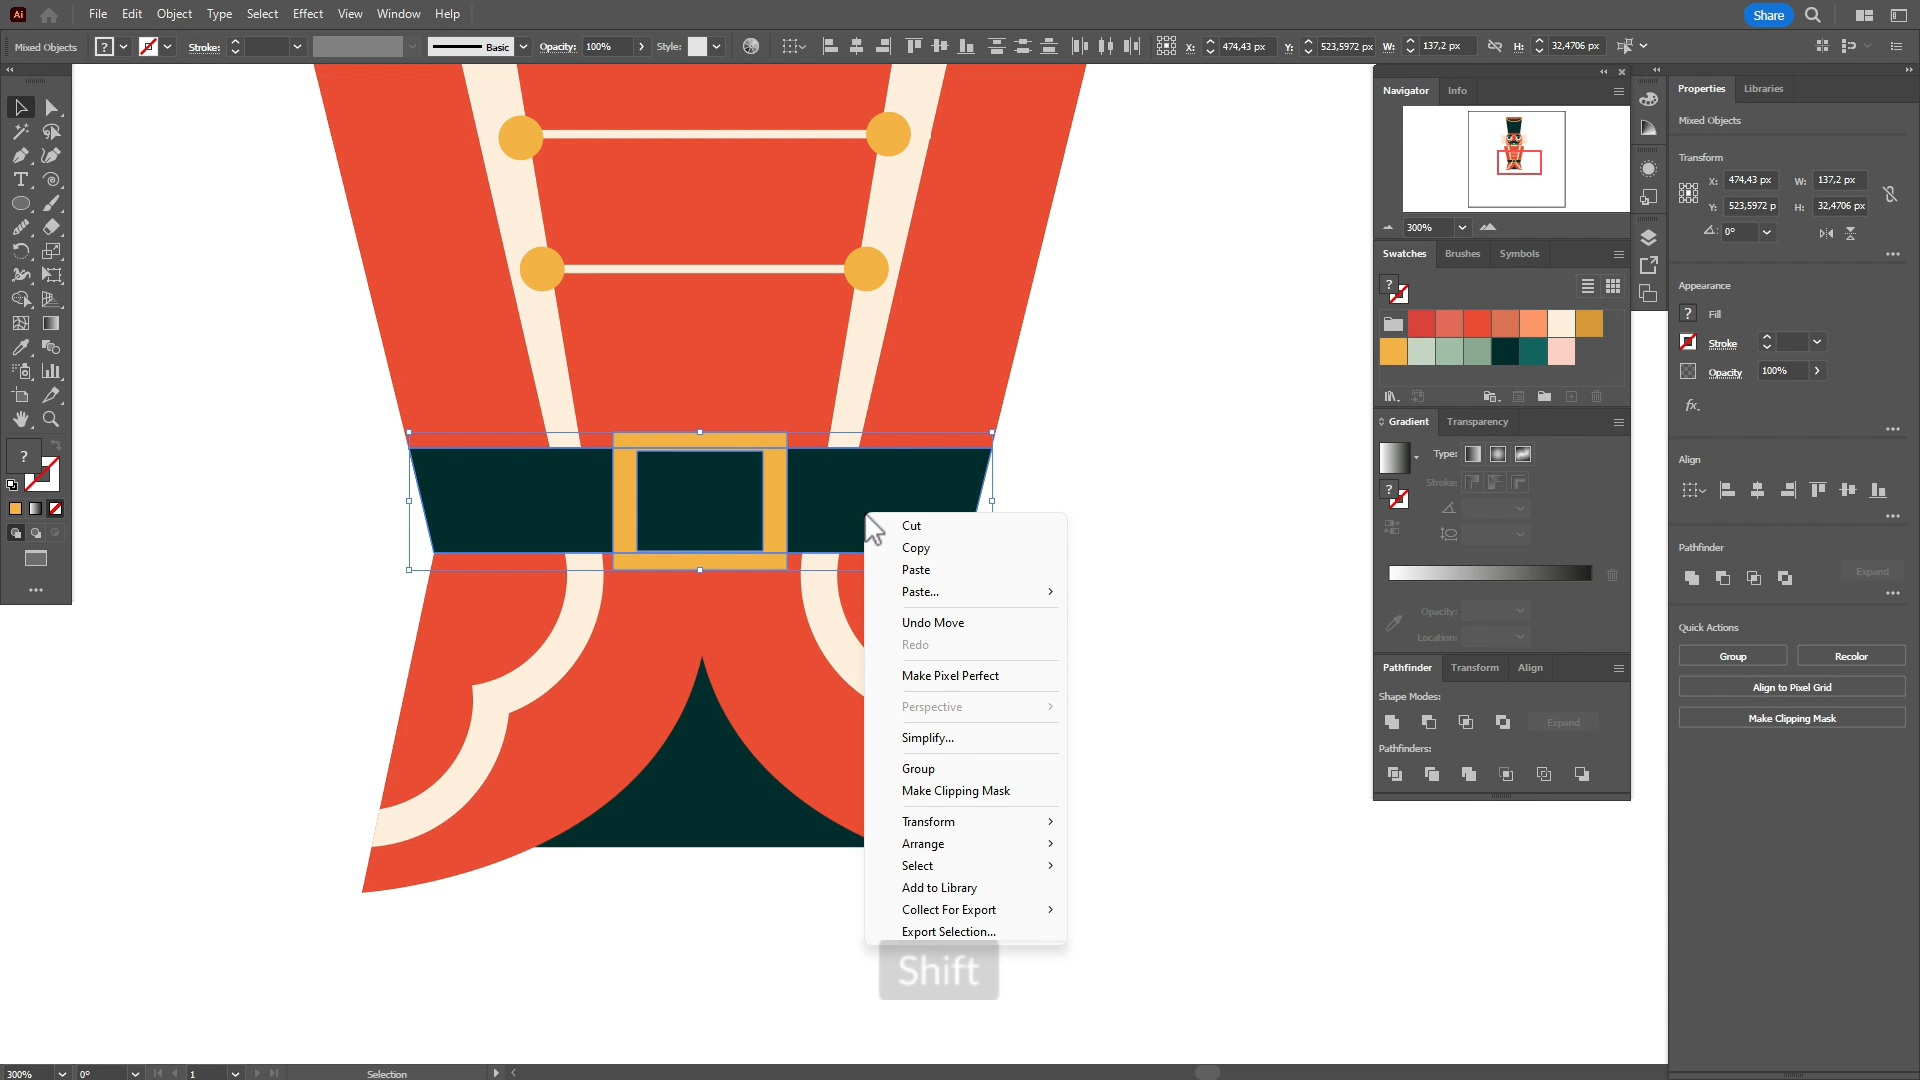 Ai File Edit Object Type Select Effect View Window Help Share
Mixed Objects ? Stroke: Basic Opacity: 100% Style: X: 474,43 px Y: 523,5972 px W: 137,2 px H: 32,4706 px
Navigator Info
300%
Swatches Brushes Symbols
?
Gradient Transparency
Type:
Stroke:
?
Opacity:
Location:
Pathfinder Transform Align
Shape Modes:
Expand
Pathfinders:
Properties Libraries
Mixed Objects
Transform
X: 474,43 px W: 137,2 px
Y: 523,5972 p H: 32,4706 px
0°
Appearance
? Fill
Stroke
Opacity 100%
fx.
Align
Pathfinder
Expand
Quick Actions
Group Recolor
Align to Pixel Grid
Make Clipping Mask
T
?
Cut
Copy
Paste
Paste...
Undo Move
Redo
Make Pixel Perfect
Perspective
Simplify...
Group
Make Clipping Mask
Transform
Arrange
Select
Add to Library
Collect For Export
Export Selection...
Shift
300% 0° 1 Selection